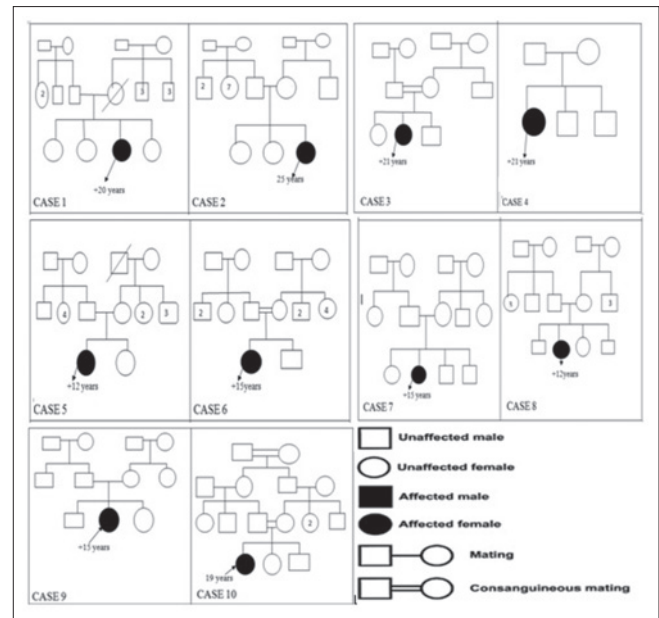 2
3
3
+20 years
CASE 1
2
7
25 years
CASE 2
+21 years
CASE 3
+21 years
CASE 4
4
2
3
+12 years
CASE 5
2
2
4
+15years
CASE 6
+15 years
CASE 7
3
+12years
CASE 8
+15 years
CASE 9
2
19 years
CASE 10
Unaffected male
Unaffected female
Affected male
Affected female
Mating
Consanguineous mating